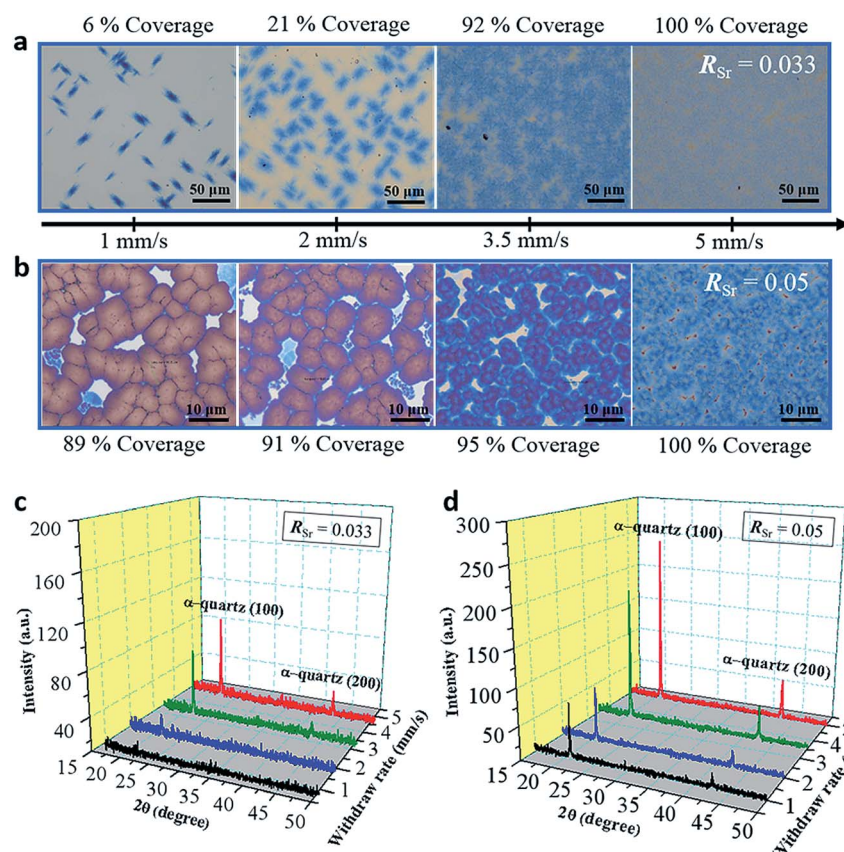 6 % Coverage 21 % Coverage 92 % Coverage 100 % Coverage
a
R_Sr = 0.033
50 µm 50 µm 50 µm 50 µm
1 mm/s 2 mm/s 3.5 mm/s 5 mm/s
b
R_Sr = 0.05
10 µm 10 µm 10 µm 10 µm
89 % Coverage 91 % Coverage 95 % Coverage 100 % Coverage
c
R_Sr = 0.033
α–quartz (100)
α–quartz (200)
Intensity (a.u.)
200
160
120
80
40
15 20 25 30 35 40 45 50
2θ (degree)
1 2 3 4 5
Withdraw rate (mm/s)
d
R_Sr = 0.05
α–quartz (100)
α–quartz (200)
Intensity (a.u.)
300
250
200
150
100
50
15 20 25 30 35 40 45 50
2θ (degree)
1 2 3 4
Withdraw rate